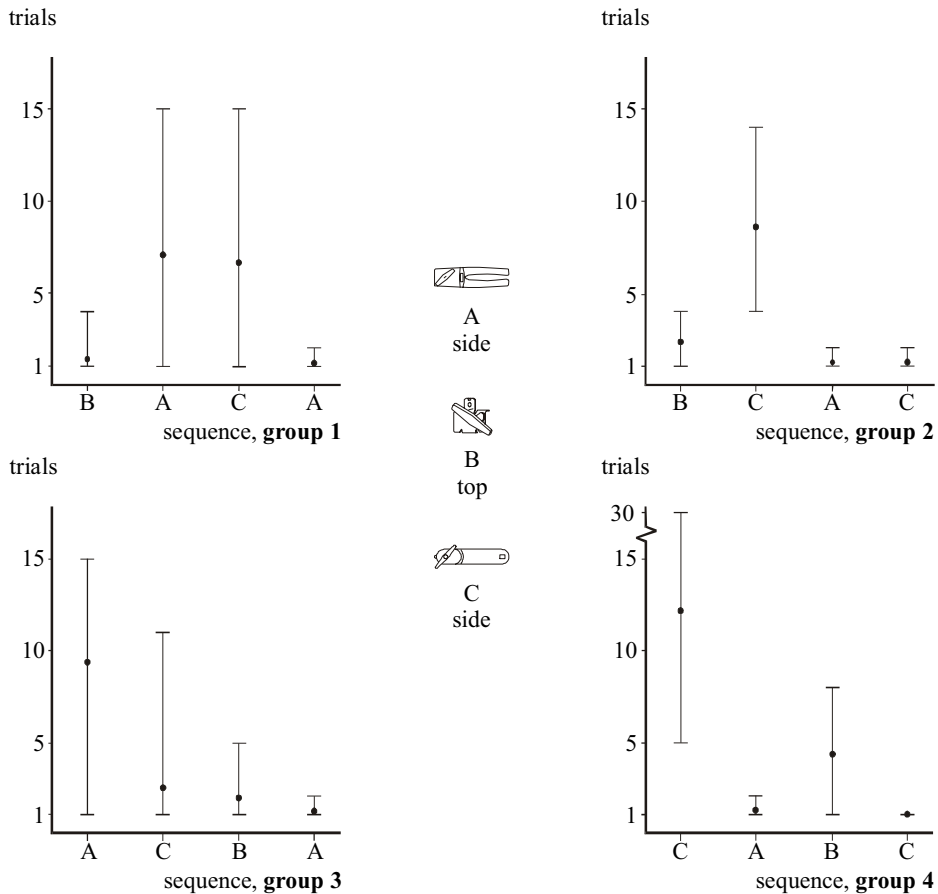 trials
15
10
5
1
B A C A
sequence, group 1
trials
15
10
5
1
B C A C
sequence, group 2
A
side
B
top
C
side
trials
15
10
5
1
A C B A
sequence, group 3
trials
30
15
10
5
1
C A B C
sequence, group 4